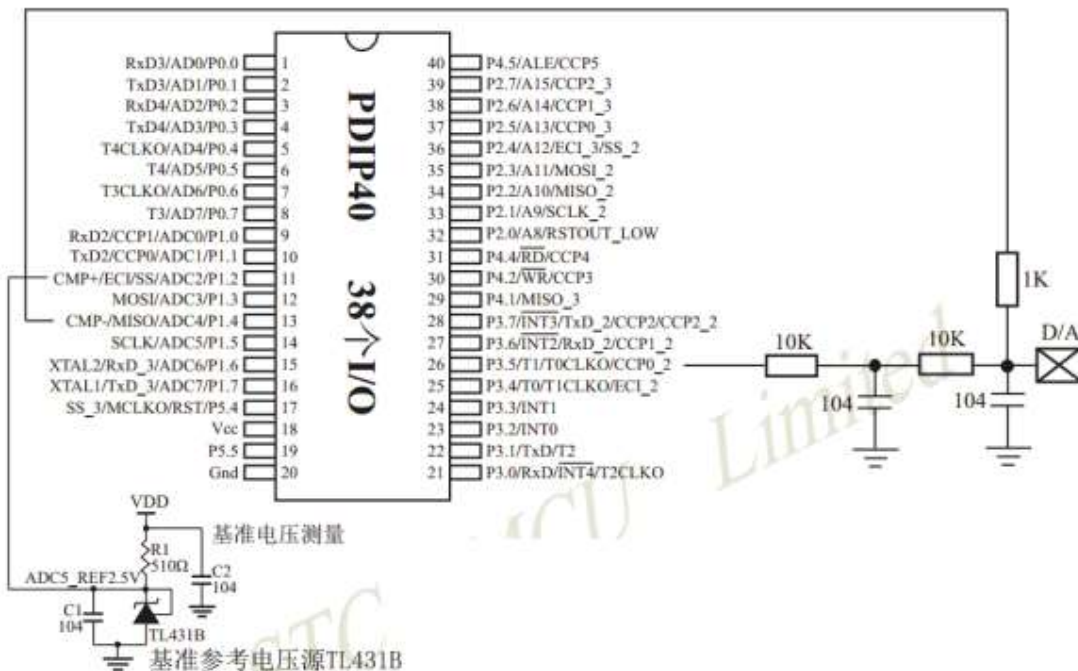 RxD3/AD0/P0.0 1 40 P4.5/ALE/CCP5
TxD3/AD1/P0.1 2 39 P2.7/A15/CCP2_3
RxD4/AD2/P0.2 3 38 P2.6/A14/CCP1_3
TxD4/AD3/P0.3 4 37 P2.5/A13/CCP0_3
T4CLKO/AD4/P0.4 5 36 P2.4/A12/ECI_3/SS_2
T4/AD5/P0.5 6 35 P2.3/A11/MOSI_2
T3CLKO/AD6/P0.6 7 34 P2.2/A10/MISO_2
T3/AD7/P0.7 8 33 P2.1/A9/SCLK_2
RxD2/CCP1/ADC0/P1.0 9 32 P2.0/A8/RSTOUT_LOW
TxD2/CCP0/ADC1/P1.1 10 31 P4.4/RD/CCP4
CMP+/ECI/SS/ADC2/P1.2 11 30 P4.2/WR/CCP3
MOSI/ADC3/P1.3 12 29 P4.1/MISO_3
CMP-/MISO/ADC4/P1.4 13 28 P3.7/INT3/TxD_2/CCP2/CCP2_2
SCLK/ADC5/P1.5 14 27 P3.6/INT2/RxD_2/CCP1_2
XTAL2/RxD_3/ADC6/P1.6 15 26 P3.5/T1/T0CLKO/CCP0_2
XTAL1/TxD_3/ADC7/P1.7 16 25 P3.4/T0/T1CLKO/ECI_2
SS_3/MCLKO/RST/P5.4 17 24 P3.3/INT1
Vcc 18 23 P3.2/INT0
P5.5 19 22 P3.1/TxD/T2
Gnd 20 21 P3.0/RxD/INT4/T2CLKO
PDIP40 38个I/O
1K
10K
10K
D/A
104
104
VDD
基准电压测量
R1
510Ω
C2
104
ADC5_REF2.5V
C1
104
TL431B
基准参考电压源TL431B
STC MCU Limited